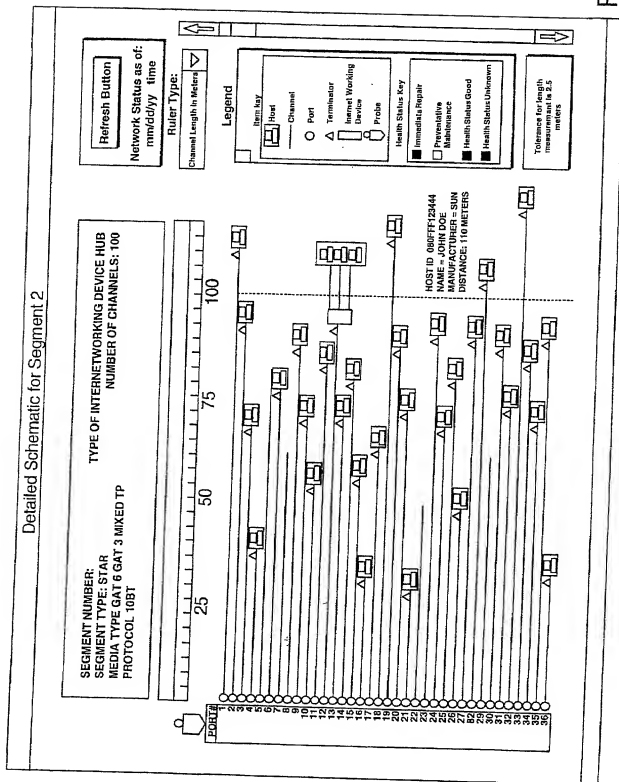 Detailed Schematic for Segment 2
SEGMENT NUMBER:
SEGMENT TYPE: STAR
MEDIA TYPE GAT 6 GAT 3 MIXED TP
PROTOCOL 10BT
TYPE OF INTERNETWORKING DEVICE HUB
NUMBER OF CHANNELS: 100
Refresh Button
Network Status as of:
mm/dd/yy time
Ruler Type:
Channel Length In Meters
25
50
75
100
PORT#
1
2
3
4
5
6
7
8
9
10
11
12
13
14
15
16
17
18
19
20
21
22
23
24
25
26
27
82
29
30
31
32
33
34
35
36
HOST ID 080FFF123444
NAME = JOHN DOE
MANUFACTURER = SUN
DISTANCE: 110 METERS
Legend
Item key
Host
Channel
Port
Terminator
Inernet Working
Device
Probe
Health Status Key
Immediate Repair
Preventative
Maintenance
Health Status Good
Health Status Unknown
Tolerance for length
measuremant is 2.5
meters